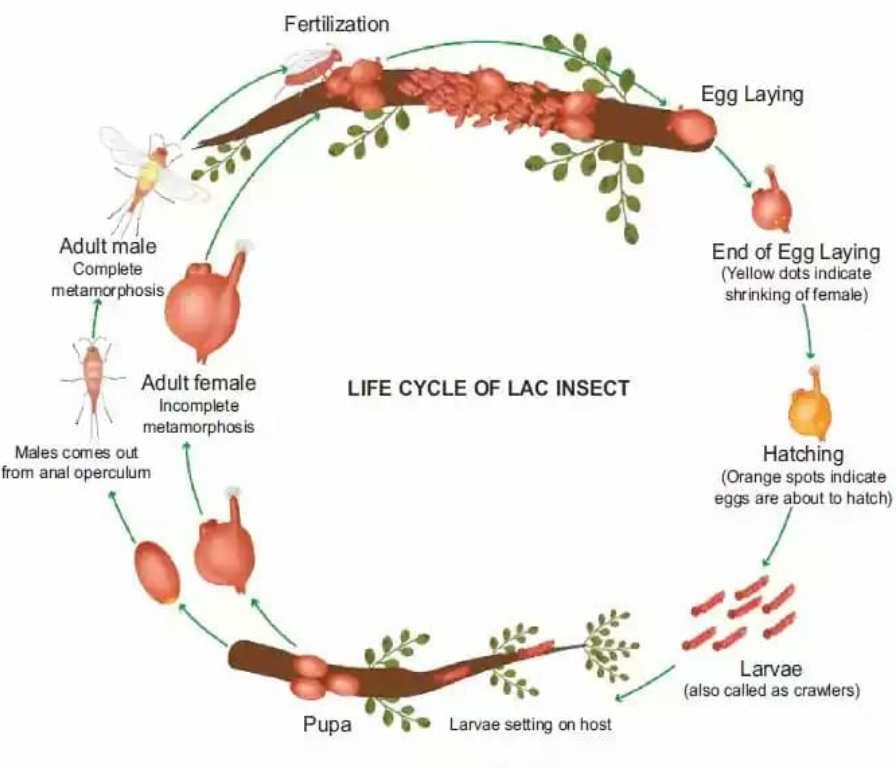 Fertilization
Egg Laying
End of Egg Laying
(Yellow dots indicate
shrinking of female)
Hatching
(Orange spots indicate
eggs are about to hatch)
Larvae
(also called as crawlers)
Larvae setting on host
Pupa
Males comes out
from anal operculum
Adult female
Incomplete
metamorphosis
Adult male
Complete
metamorphosis
LIFE CYCLE OF LAC INSECT